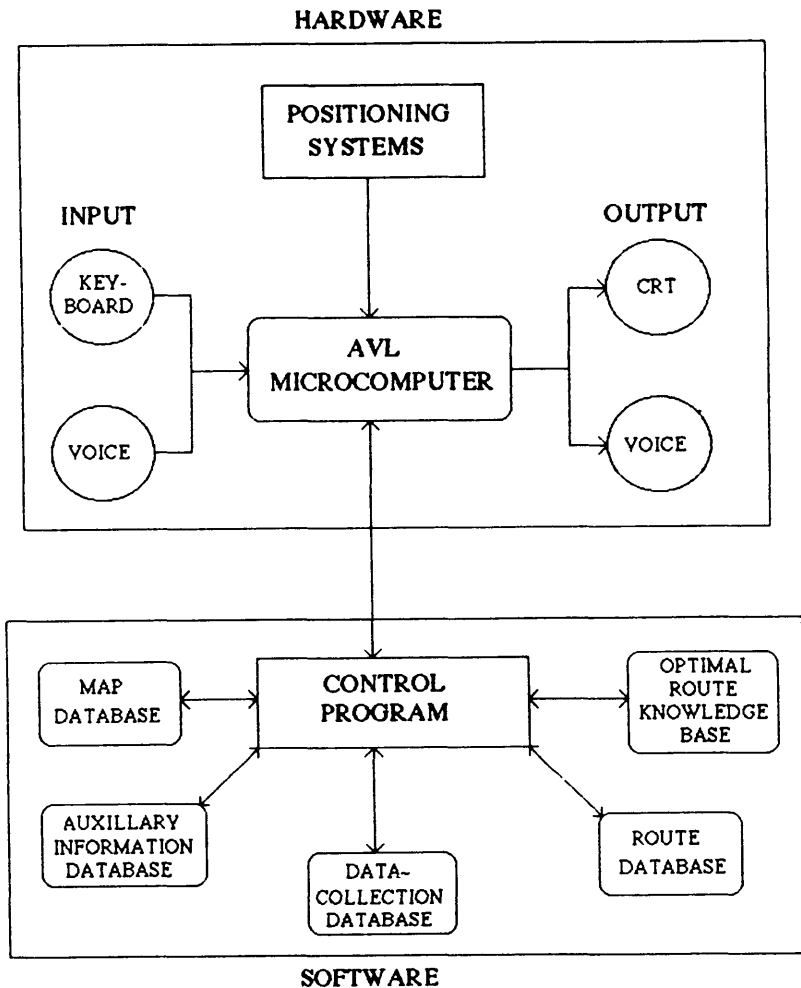 HARDWARE
POSITIONING
SYSTEMS
INPUT
OUTPUT
KEY-
BOARD
CRT
AVL
MICROCOMPUTER
VOICE
VOICE
MAP
DATABASE
CONTROL
PROGRAM
OPTIMAL
ROUTE
KNOWLEDGE
BASE
AUXILLARY
INFORMATION
DATABASE
DATA~
COLLECTION
DATABASE
ROUTE
DATABASE
SOFTWARE